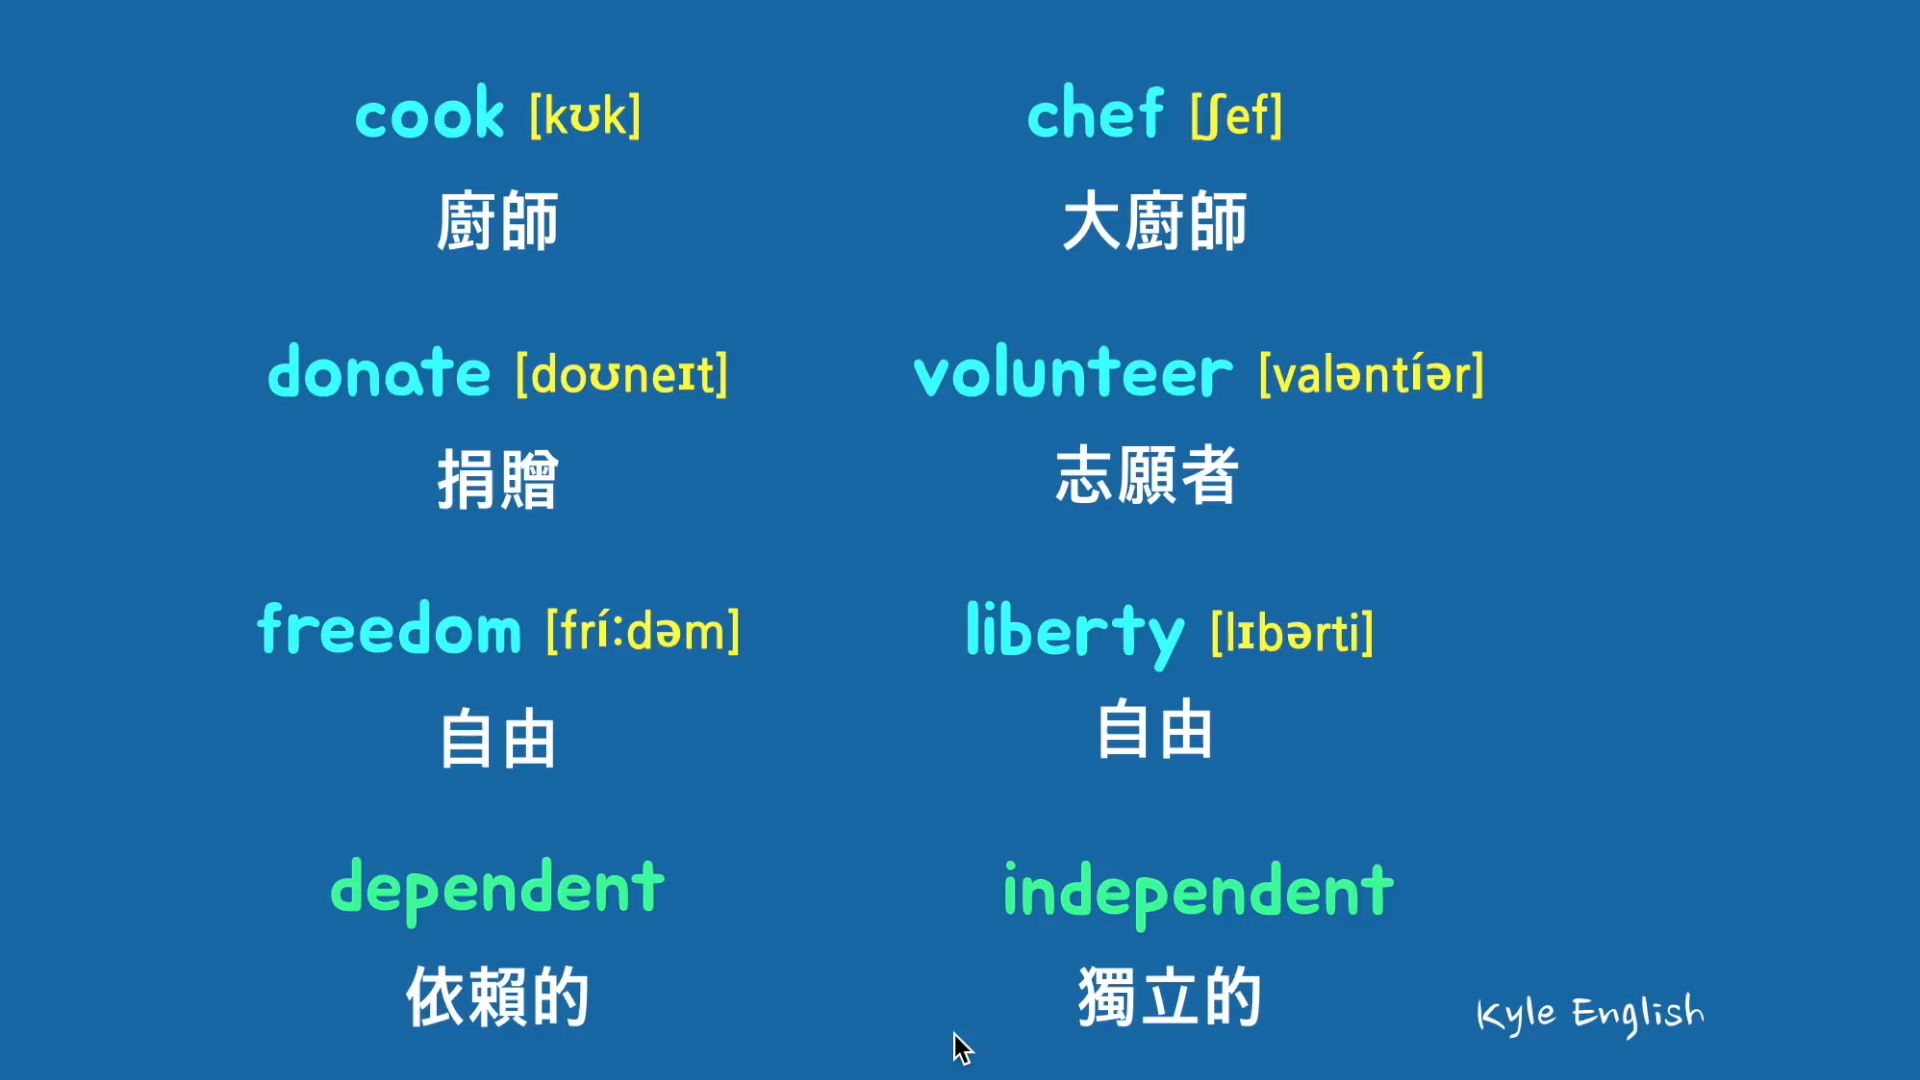 cook [kʊk]
chef [ʃef]
廚師
大廚師
donate [doʊneɪt]
volunteer [valəntíər]
捐贈
志願者
freedom [frí:dəm]
liberty [lɪbərti]
自由
自由
dependent
independent
依賴的
獨立的
Kyle English